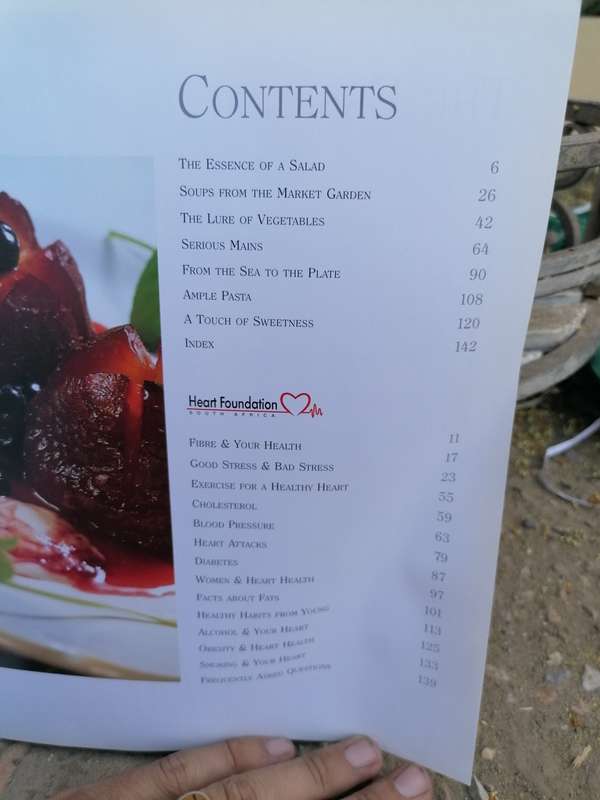 Contents
The Essence of a Salad 6
Soups from the Market Garden 26
The Lure of Vegetables 42
Serious Mains 64
From the Sea to the Plate 90
Ample Pasta 108
A Touch of Sweetness 120
Index 142
Heart Foundation
SOUTH AFRICA
Fibre & Your Health 11
Good Stress & Bad Stress 17
Exercise for a Healthy Heart 23
Cholesterol 55
Blood Pressure 59
Heart Attacks 63
Diabetes 79
Women & Heart Health 87
Facts about Fats 97
Healthy Habits from Young 101
Alcohol & Your Heart 113
Obesity & Heart Health 125
Smoking & Your Heart 133
Frequently Asked Questions 139